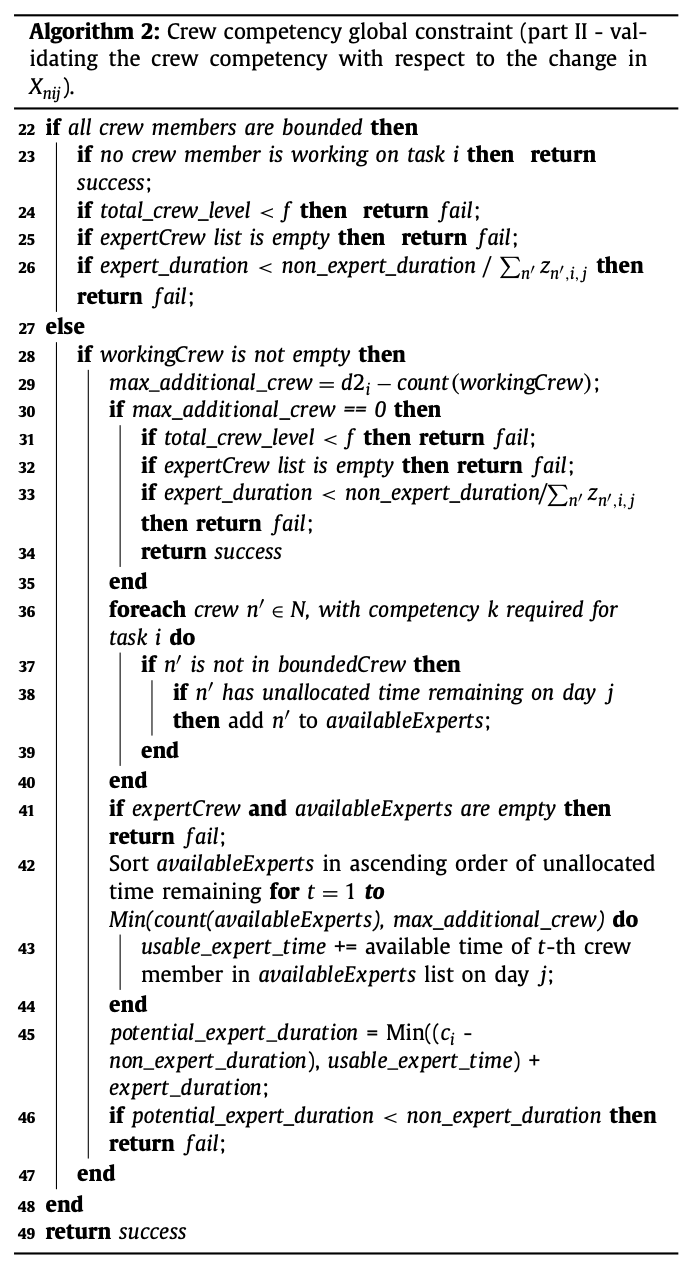 Algorithm 2: Crew competency global constraint (part II - val-
idating the crew competency with respect to the change in
Xnij).
22 if all crew members are bounded then
23 if no crew member is working on task i then return
success;
24 if total_crew_level < f then return fail;
25 if expertCrew list is empty then return fail;
26 if expert_duration < non_expert_duration / ∑n′ zn′,i,j then
return fail;
27 else
28 if workingCrew is not empty then
29 max_additional_crew = d2i − count(workingCrew);
30 if max_additional_crew == 0 then
31 if total_crew_level < f then return fail;
32 if expertCrew list is empty then return fail;
33 if expert_duration < non_expert_duration/∑n′ zn′,i,j
then return fail;
34 return success
35 end
36 foreach crew n′ ∈ N, with competency k required for
task i do
37 if n′ is not in boundedCrew then
38 if n′ has unallocated time remaining on day j
then add n′ to availableExperts;
39 end
40 end
41 if expertCrew and availableExperts are empty then
return fail;
42 Sort availableExperts in ascending order of unallocated
time remaining for t = 1 to
Min(count(availableExperts), max_additional_crew) do
43 usable_expert_time += available time of t-th crew
member in availableExperts list on day j;
44 end
45 potential_expert_duration = Min((ci -
non_expert_duration), usable_expert_time) +
expert_duration;
46 if potential_expert_duration < non_expert_duration then
return fail;
47 end
48 end
49 return success